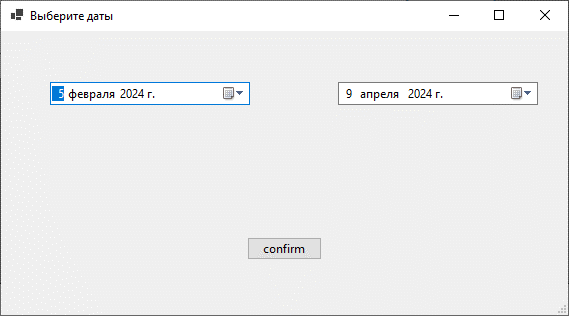 Выберите даты
5 февраля 2024 г.
9 апреля 2024 г.
confirm